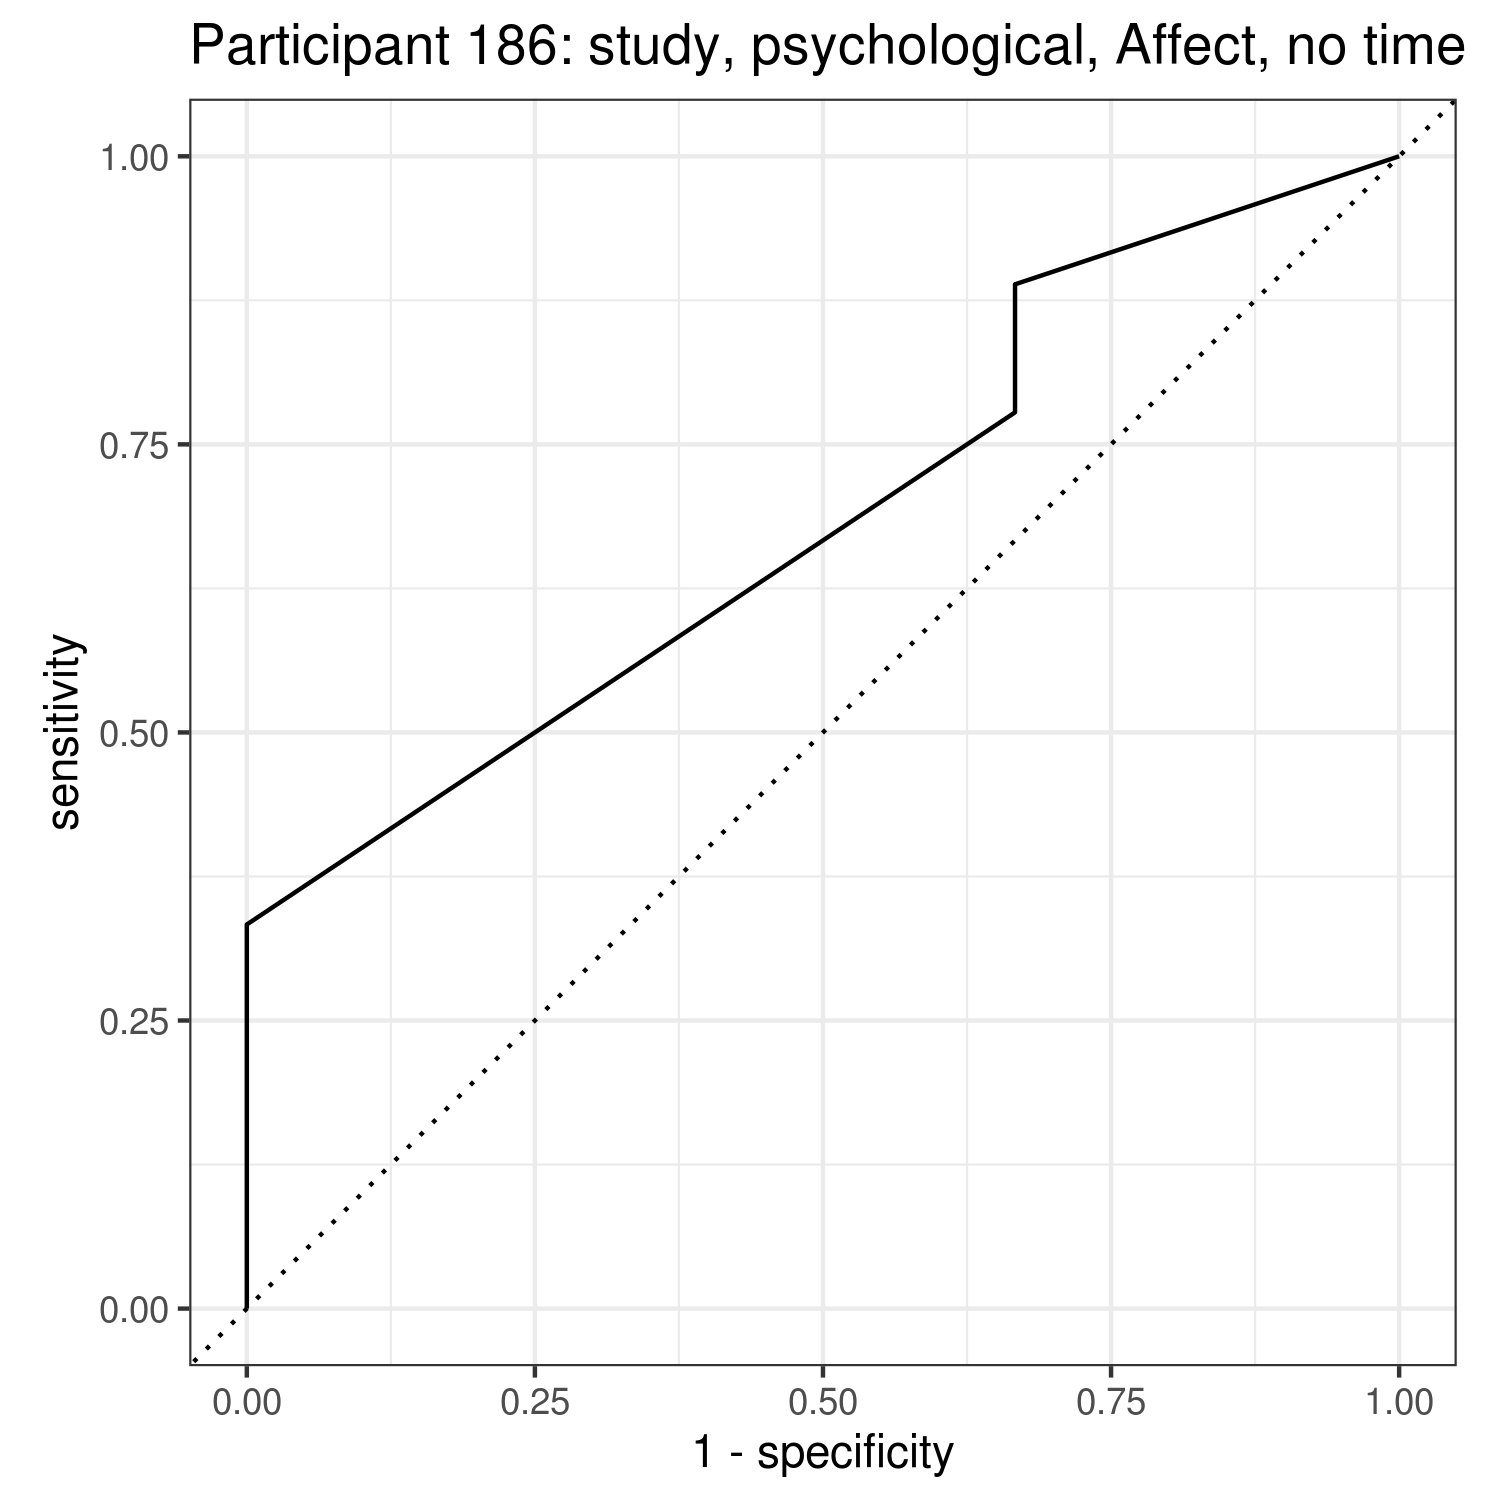 Participant 186: study, psychological, Affect, no time
1.00
0.75
0.50
0.25
0.00
sensitivity
0.00 0.25 0.50 0.75 1.00
1 - specificity